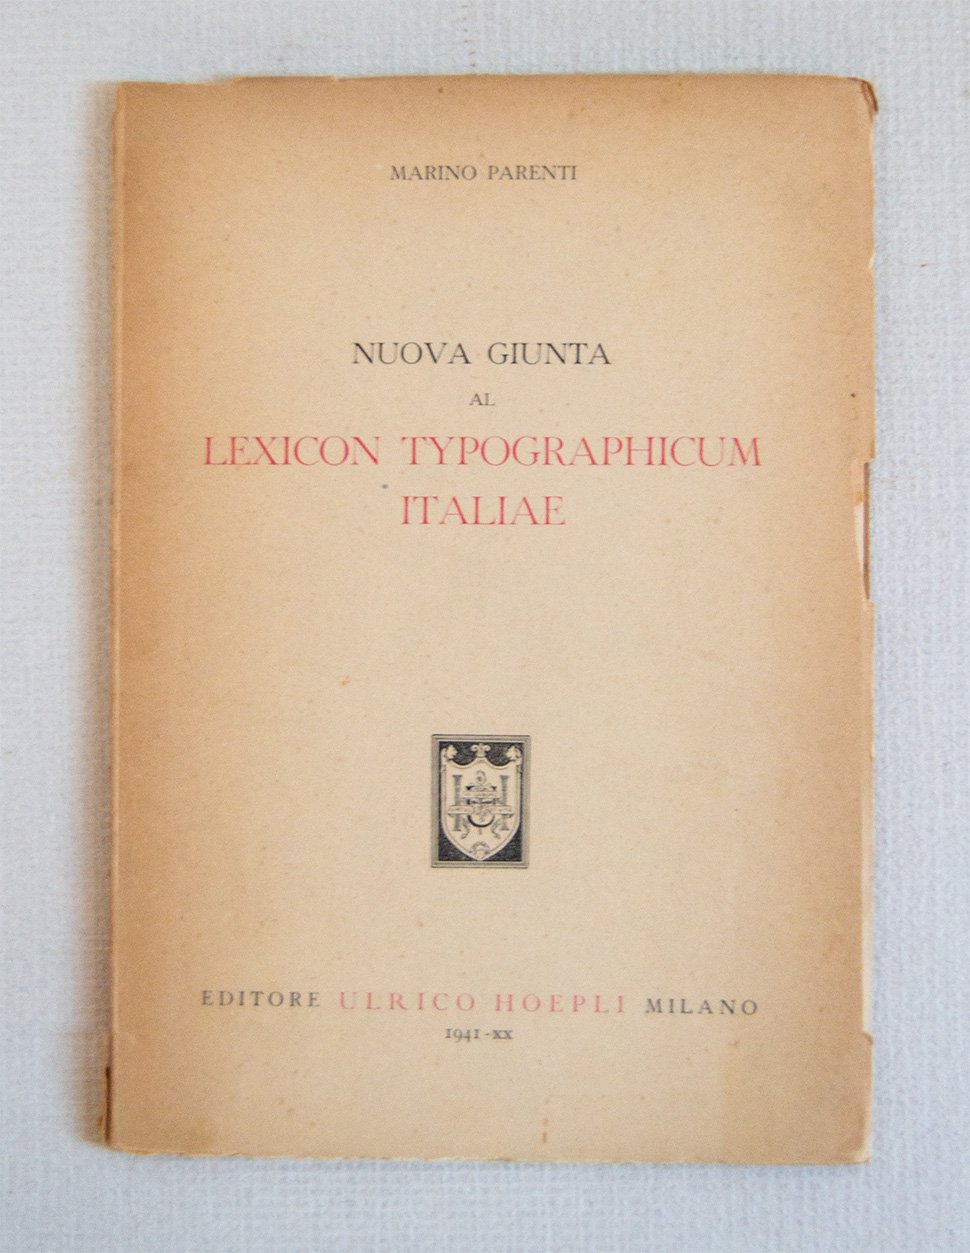 MARINO PARENTI
NUOVA GIUNTA
AL
LEXICON TYPOGRAPHICUM
ITALIAE
EDITORE ULRICO HOEPLI MILANO
1941-XX